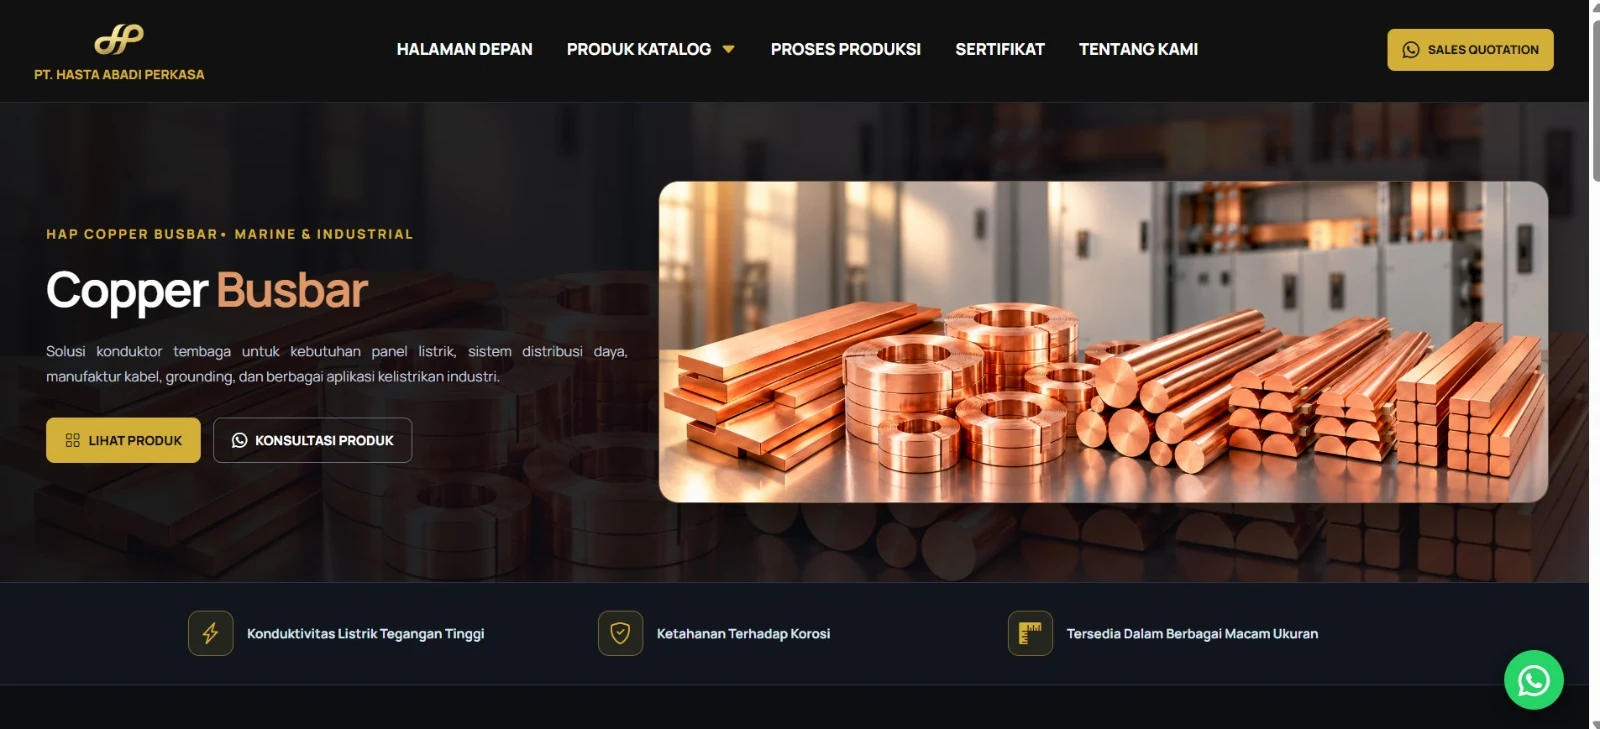 PT. HASTA ABADI PERKASA
HALAMAN DEPAN
PRODUK KATALOG
PROSES PRODUKSI
SERTIFIKAT
TENTANG KAMI
SALES QUOTATION
HAP COPPER BUSBAR • MARINE & INDUSTRIAL
Copper Busbar
Solusi konduktor tembaga untuk kebutuhan panel listrik, sistem distribusi daya,
manufaktur kabel, grounding, dan berbagai aplikasi kelistrikan industri.
LIHAT PRODUK
KONSULTASI PRODUK
Konduktivitas Listrik Tegangan Tinggi
Ketahanan Terhadap Korosi
Tersedia Dalam Berbagai Macam Ukuran